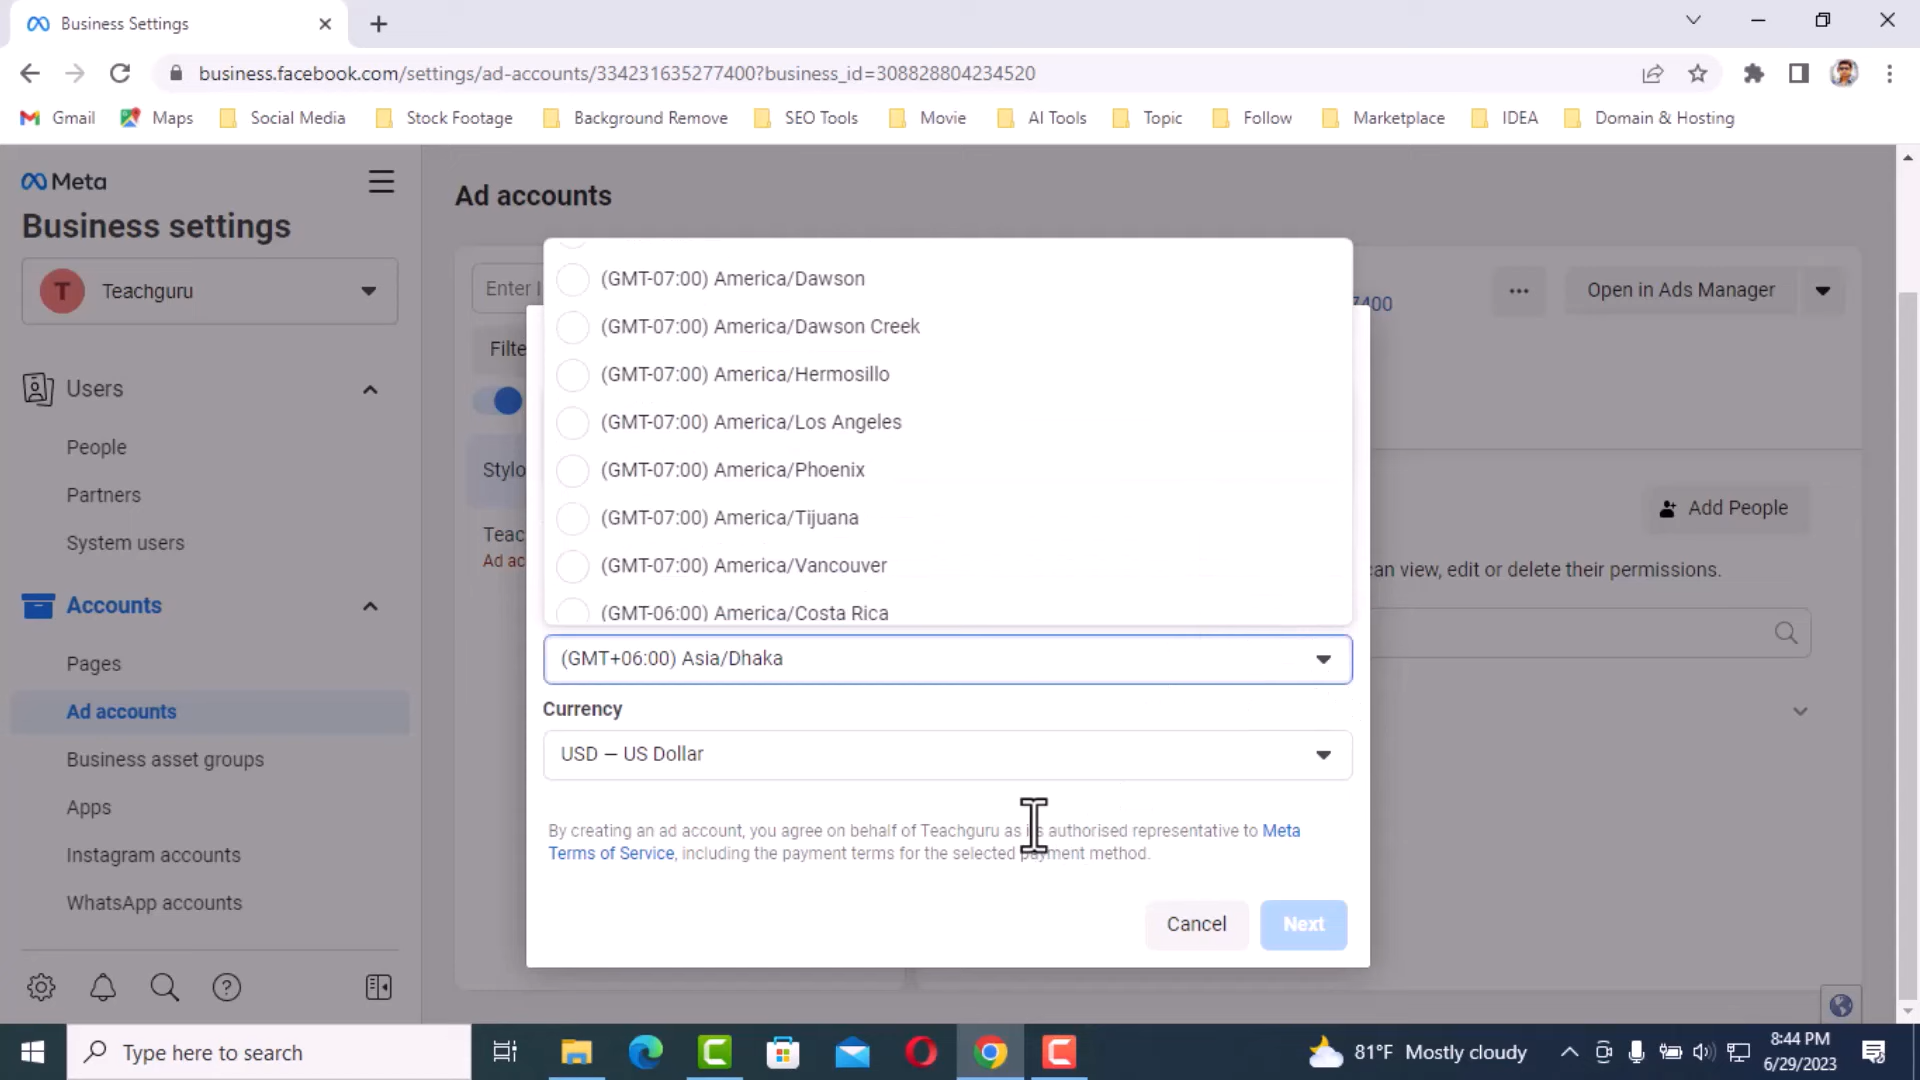 Business Settings
business.facebook.com/settings/ad-accounts/334231635277400?business_id=308828804234520
Gmail Maps Social Media Stock Footage Background Remove SEO Tools Movie AI Tools Topic Follow Marketplace IDEA Domain & Hosting
Meta
Business settings
T Teachguru
Users
People
Partners
System users
Accounts
Pages
Ad accounts
Business asset groups
Apps
Instagram accounts
WhatsApp accounts
Ad accounts
Enter I
7400
Open in Ads Manager
Filte
Stylo
Teac
Ad ac
Add People
can view, edit or delete their permissions.
(GMT-07:00) America/Dawson
(GMT-07:00) America/Dawson Creek
(GMT-07:00) America/Hermosillo
(GMT-07:00) America/Los Angeles
(GMT-07:00) America/Phoenix
(GMT-07:00) America/Tijuana
(GMT-07:00) America/Vancouver
(GMT-06:00) America/Costa Rica
(GMT+06:00) Asia/Dhaka
Currency
USD — US Dollar
By creating an ad account, you agree on behalf of Teachguru as its authorised representative to Meta
Terms of Service, including the payment terms for the selected payment method.
Cancel Next
Type here to search
81°F Mostly cloudy
8:44 PM
6/29/2023